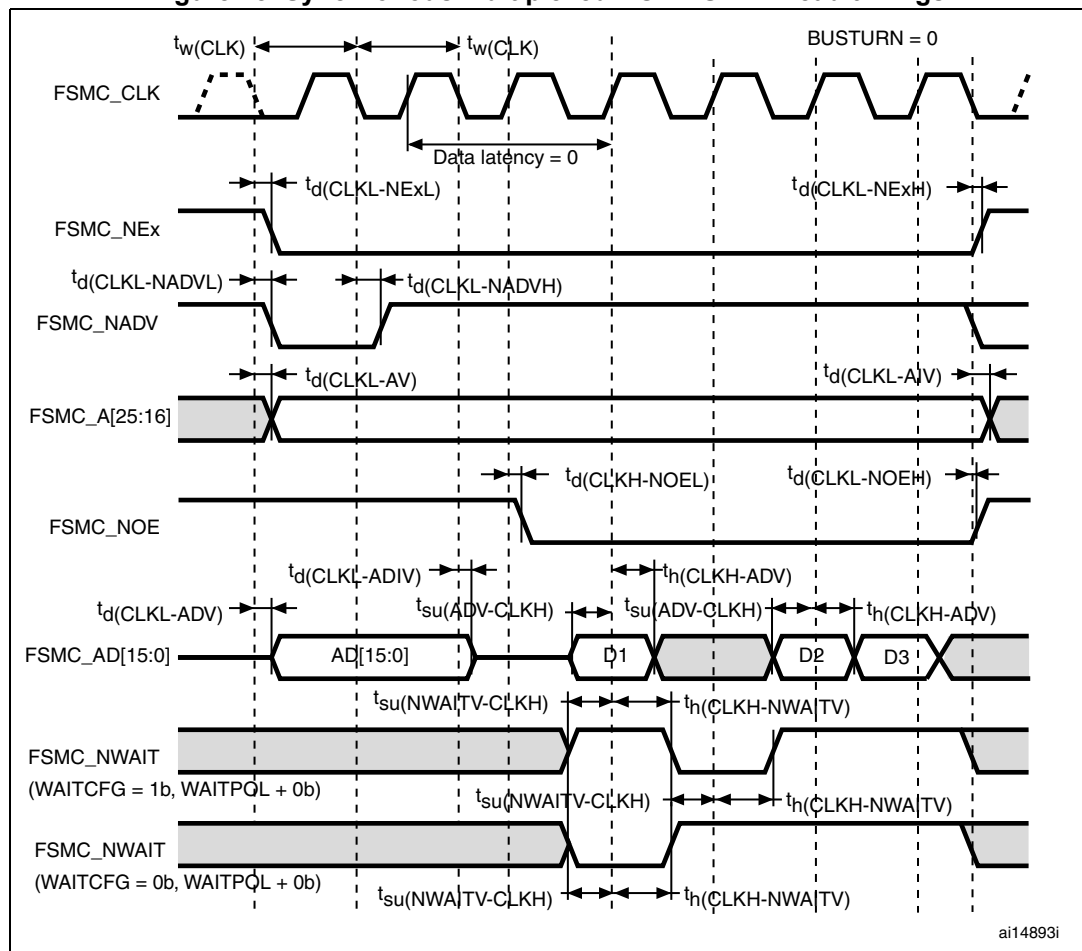 tw(CLK)
tw(CLK)
BUSTURN = 0
FSMC_CLK
Data latency = 0
td(CLKL-NExL)
td(CLKL-NExH)
FSMC_NEx
td(CLKL-NADVL)
td(CLKL-NADVH)
FSMC_NADV
td(CLKL-AV)
td(CLKL-AIV)
FSMC_A[25:16]
td(CLKH-NOEL)
td(CLKL-NOEH)
FSMC_NOE
td(CLKL-ADIV)
th(CLKH-ADV)
td(CLKL-ADV)
tsu(ADV-CLKH)
tsu(ADV-CLKH)
th(CLKH-ADV)
FSMC_AD[15:0]
AD[15:0]
D1
D2
D3
tsu(NWAITV-CLKH)
th(CLKH-NWAITV)
FSMC_NWAIT
(WAITCFG = 1b, WAITPOL + 0b)
tsu(NWAITV-CLKH)
th(CLKH-NWAITV)
FSMC_NWAIT
(WAITCFG = 0b, WAITPOL + 0b)
tsu(NWAITV-CLKH)
th(CLKH-NWAITV)
ai14893i